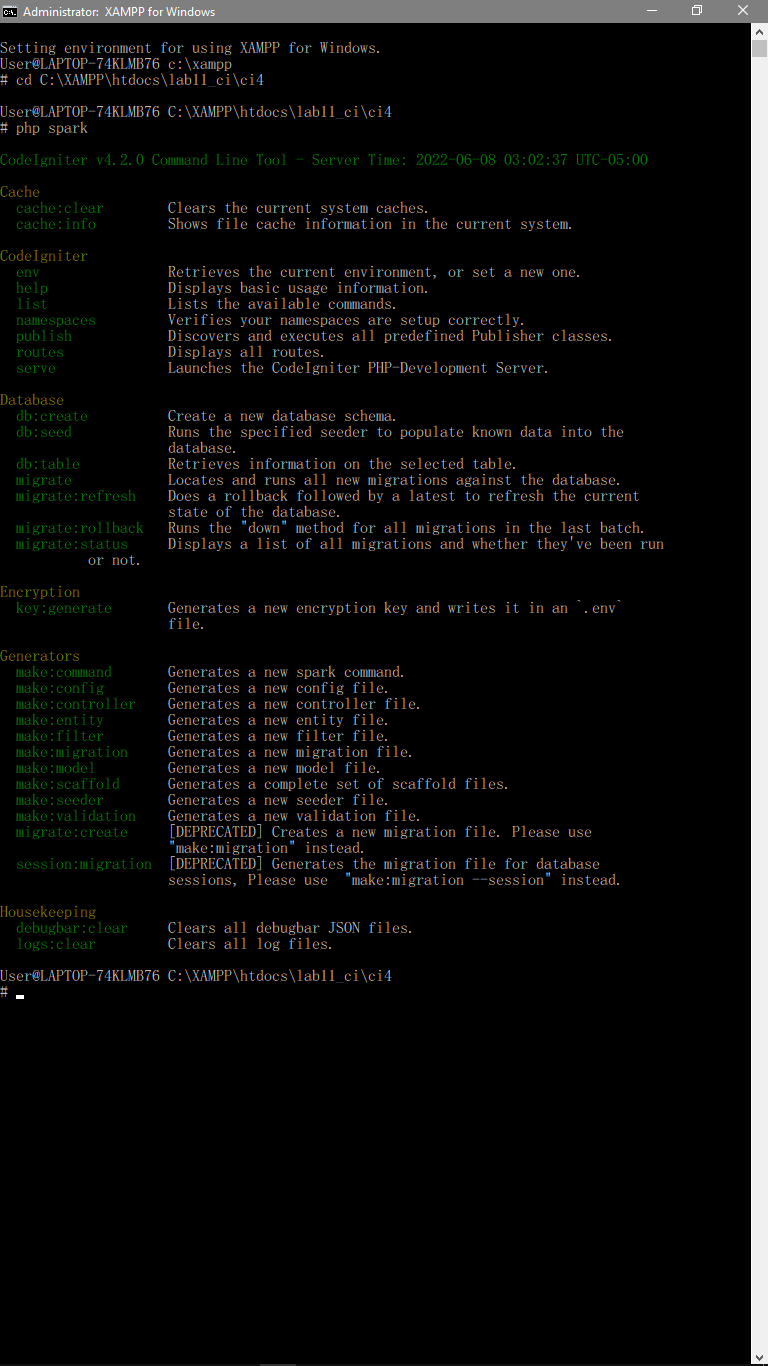 Administrator: XAMPP for Windows
Setting environment for using XAMPP for Windows.
User@LAPTOP-74KLMB76 c:\xampp
# cd C:\XAMPP\htdocs\lab11_ci\ci4
User@LAPTOP-74KLMB76 C:\XAMPP\htdocs\lab11_ci\ci4
# php spark
CodeIgniter v4.2.0 Command Line Tool - Server Time: 2022-06-08 03:02:37 UTC-05:00
Cache
cache:clear Clears the current system caches.
cache:info Shows file cache information in the current system.
CodeIgniter
env Retrieves the current environment, or set a new one.
help Displays basic usage information.
list Lists the available commands.
namespaces Verifies your namespaces are setup correctly.
publish Discovers and executes all predefined Publisher classes.
routes Displays all routes.
serve Launches the CodeIgniter PHP-Development Server.
Database
db:create Create a new database schema.
db:seed Runs the specified seeder to populate known data into the
database.
db:table Retrieves information on the selected table.
migrate Locates and runs all new migrations against the database.
migrate:refresh Does a rollback followed by a latest to refresh the current
state of the database.
migrate:rollback Runs the "down" method for all migrations in the last batch.
migrate:status Displays a list of all migrations and whether they've been run
or not.
Encryption
key:generate Generates a new encryption key and writes it in an `.env`
file.
Generators
make:command Generates a new spark command.
make:config Generates a new config file.
make:controller Generates a new controller file.
make:entity Generates a new entity file.
make:filter Generates a new filter file.
make:migration Generates a new migration file.
make:model Generates a new model file.
make:scaffold Generates a complete set of scaffold files.
make:seeder Generates a new seeder file.
make:validation Generates a new validation file.
migrate:create [DEPRECATED] Creates a new migration file. Please use
"make:migration" instead.
session:migration [DEPRECATED] Generates the migration file for database
sessions, Please use  "make:migration --session" instead.
Housekeeping
debugbar:clear Clears all debugbar JSON files.
logs:clear Clears all log files.
User@LAPTOP-74KLMB76 C:\XAMPP\htdocs\lab11_ci\ci4
#